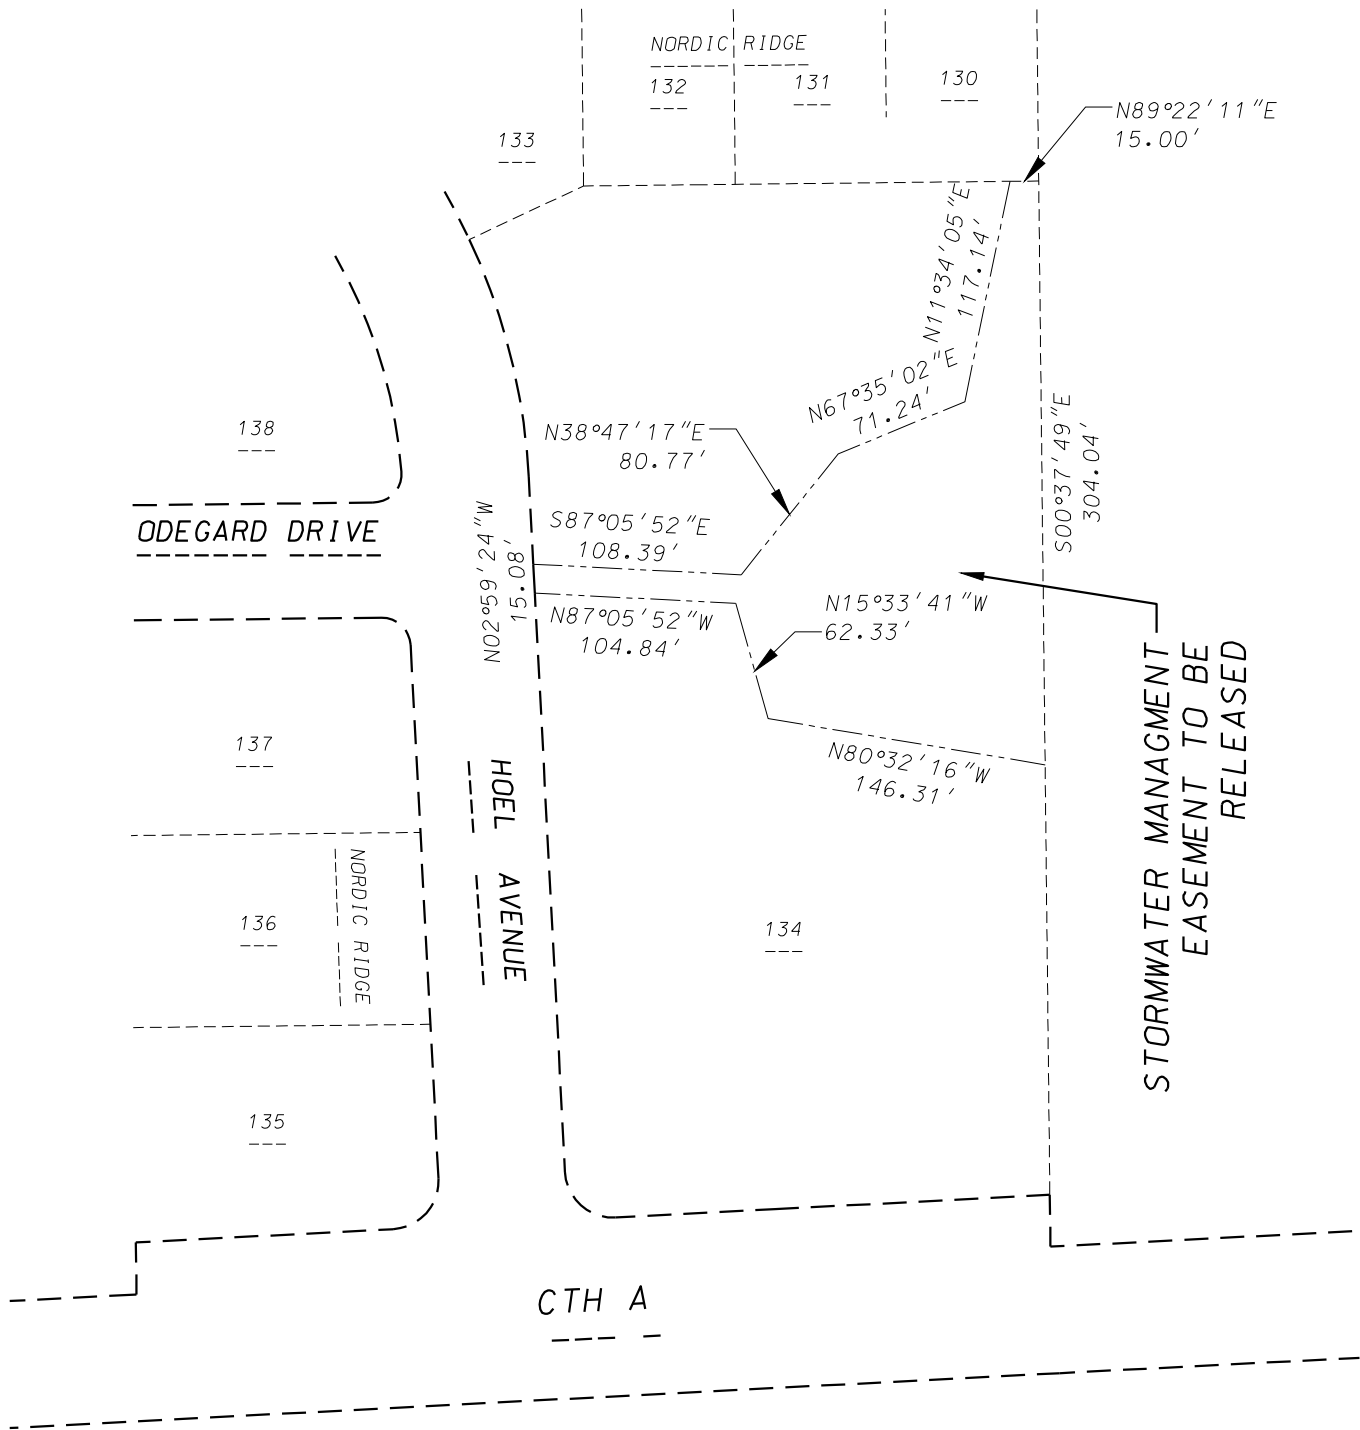 NORDIC RIDGE
132
131
130
133
N89°22'11"E
15.00'
N11°34'05"E
117.14'
N67°35'02"E
71.24'
N38°47'17"E
80.77'
S00°37'49"E
304.04'
138
ODEGARD DRIVE
N02°59'24"W
15.08'
S87°05'52"E
108.39'
N87°05'52"W
104.84'
N15°33'41"W
62.33'
N80°32'16"W
146.31'
STORMWATER MANAGMENT
EASEMENT TO BE
RELEASED
137
HOEL AVENUE
NORDIC RIDGE
136
134
135
CTH A